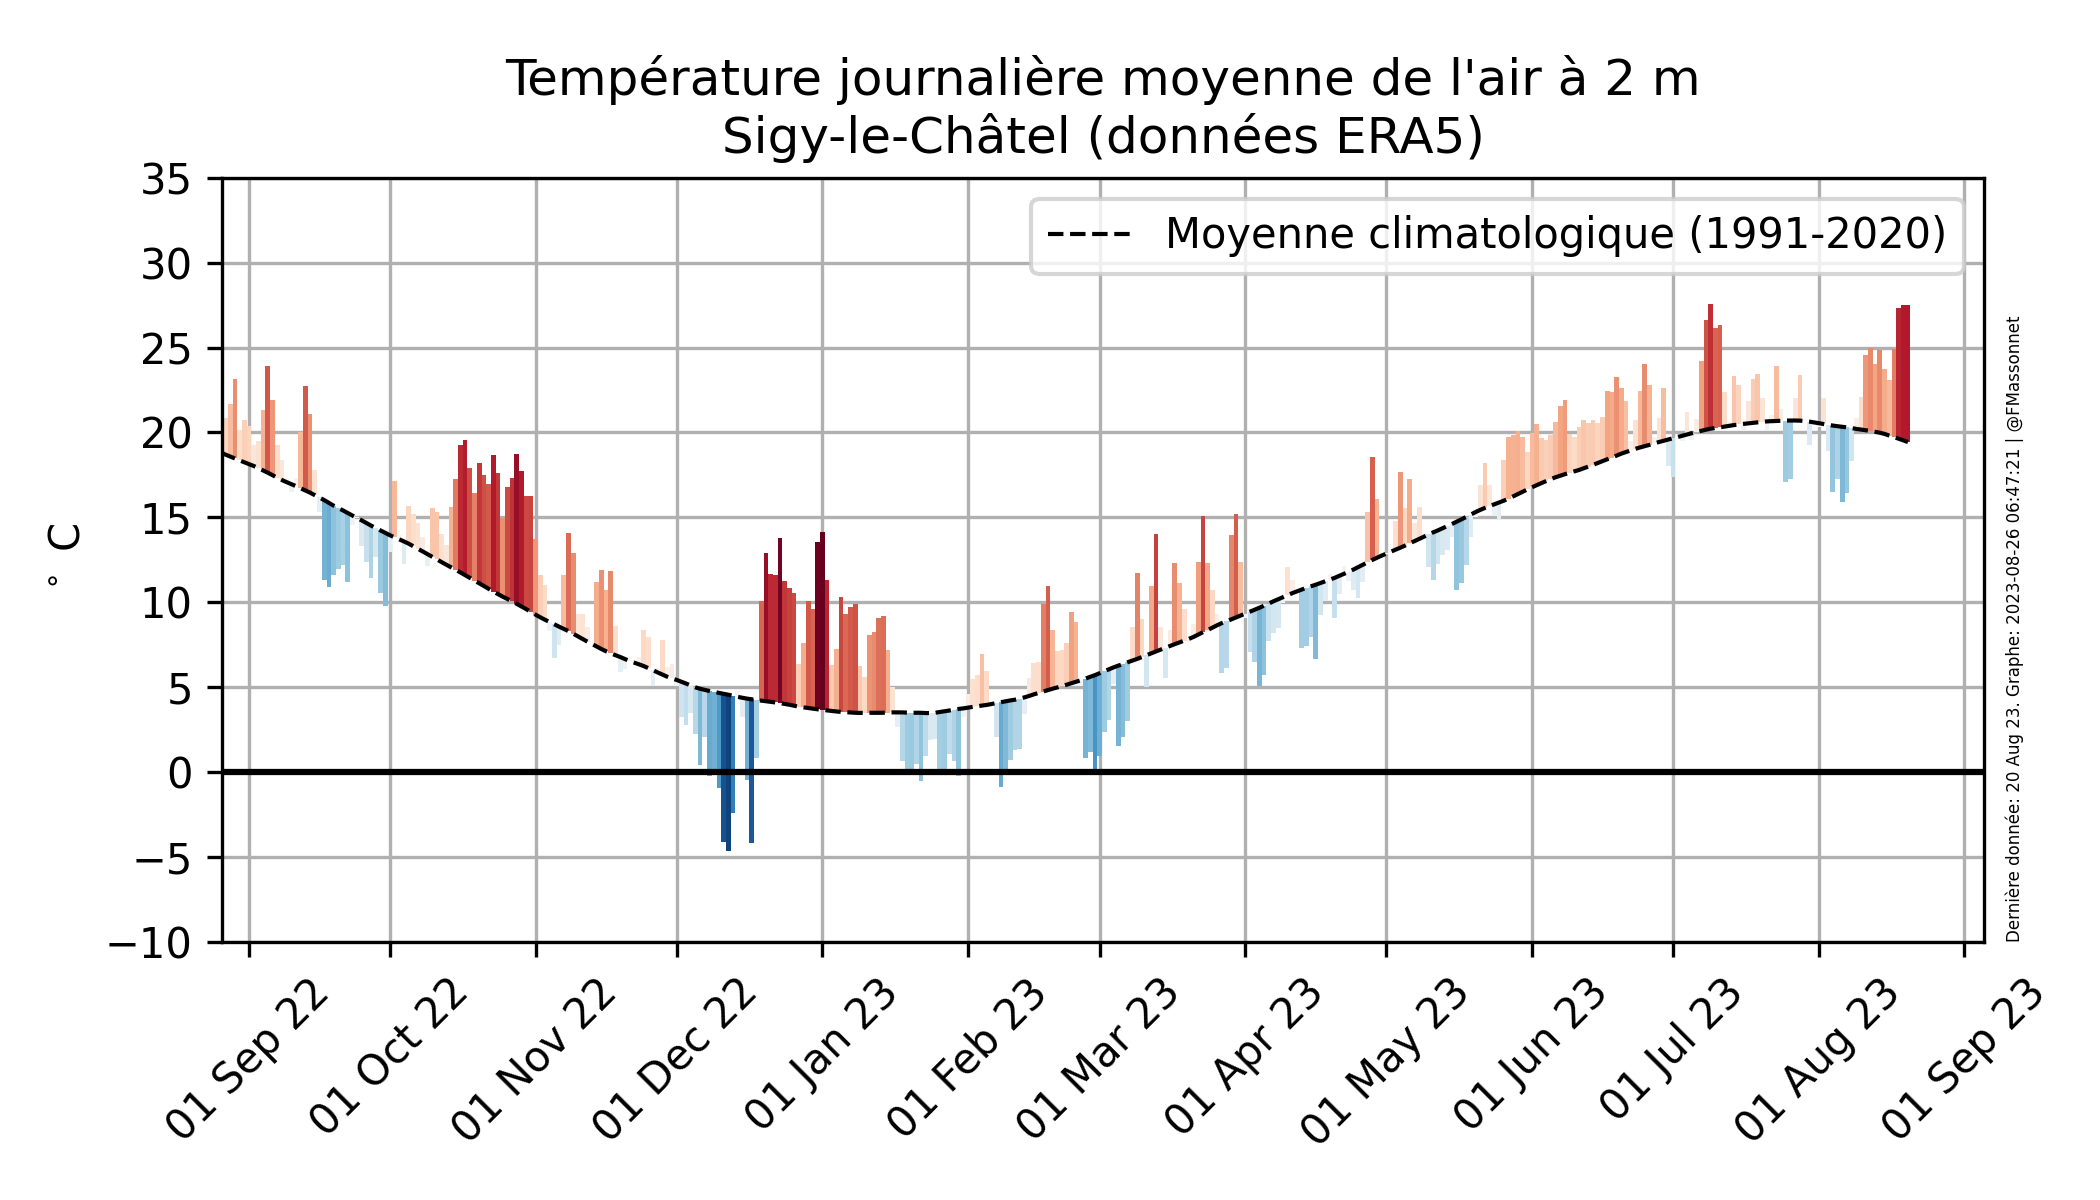 Température journalière moyenne de l'air à 2 m
Sigy-le-Châtel (données ERA5)
Moyenne climatologique (1991-2020)
° C
35
30
25
20
15
10
5
0
−5
−10
01 Sep 22
01 Oct 22
01 Nov 22
01 Dec 22
01 Jan 23
01 Feb 23
01 Mar 23
01 Apr 23
01 May 23
01 Jun 23
01 Jul 23
01 Aug 23
01 Sep 23
Dernière donnée: 20 Aug 23. Graphe: 2023-08-26 06:47:21 | @FMassonnet